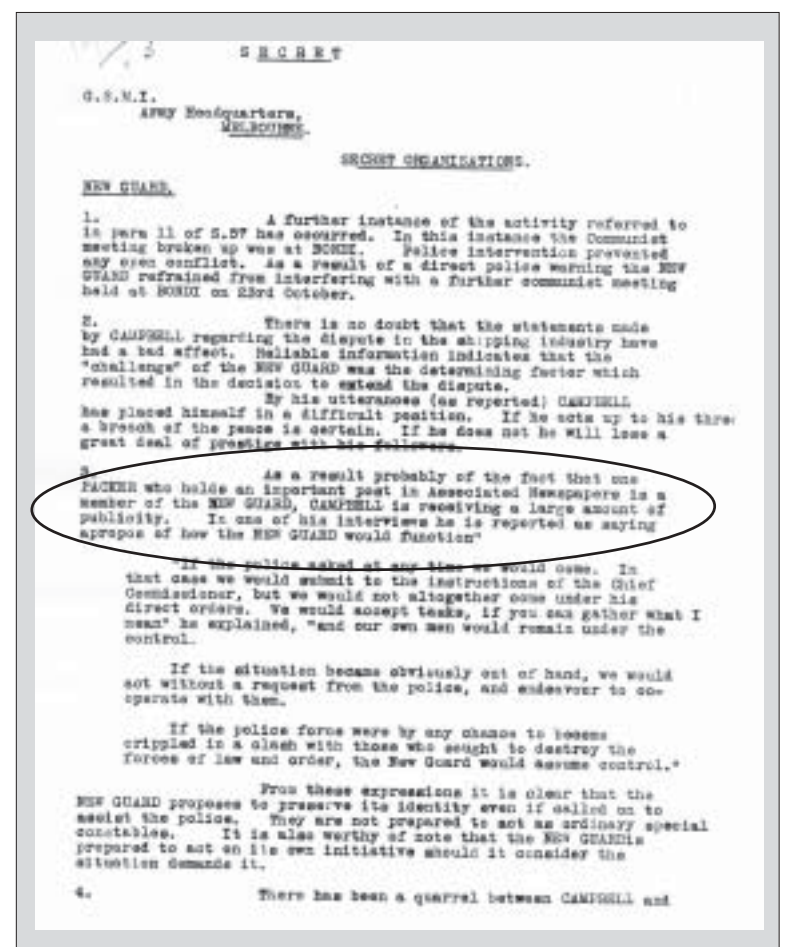 SECRET
G.S.M.I.
Army Headquarters,
MELBOURNE.
SECRET ORGANISATIONS.
NEW GUARD.
1. A further instance of the activity referred to
in para 11 of S.57 has occurred. In this instance the Communist
meeting broken up was at BONDI. Police intervention prevented
any open conflict. As a result of a direct police warning the NEW
GUARD refrained from interfering with a further communist meeting
held at BONDI on 23rd October.
2. There is no doubt that the statements made
by CAMPBELL regarding the dispute in the shipping industry have
had a bad affect. Reliable information indicates that the
"challenge" of the NEW GUARD was the determining factor which
resulted in the decision to extend the dispute.
By his utterances (as reported) CAMPBELL
has placed himself in a difficult position. If he acts up to his
a breach of the peace is certain. If he does not he will lose a
great deal of prestige with his followers.
3. As a result probably of the fact that one
PACKER who holds an important post in Associated Newspapers is a
member of the NEW GUARD, CAMPBELL is receiving a large amount of
publicity. In one of his interviews he is reported as saying
apropos of how the NEW GUARD would function"
"If the police asked at any time we would come. In
that case we would submit to the instructions of the Chief
Commissioner, but we would not altogether come under his
direct orders. We would accept tasks, if you can gather what I
mean" he explained, "and our own men would remain under the
control.
If the situation became obviously out of hand, we would
act without a request from the police, and endeavour to co-
operate with them.
If the police force were by any chance to become
crippled in a clash with those who sought to destroy the
forces of law and order, the New Guard would assume control."
From these expressions it is clear that the
NEW GUARD proposes to preserve its identity even if called on to
assist the police. They are not prepared to act as ordinary special
constables. It is also worthy of note that the NEW GUARDis
prepared to act on its own initiative should it consider the
situation demands it.
4. There has been a quarrel between CAMPBELL and